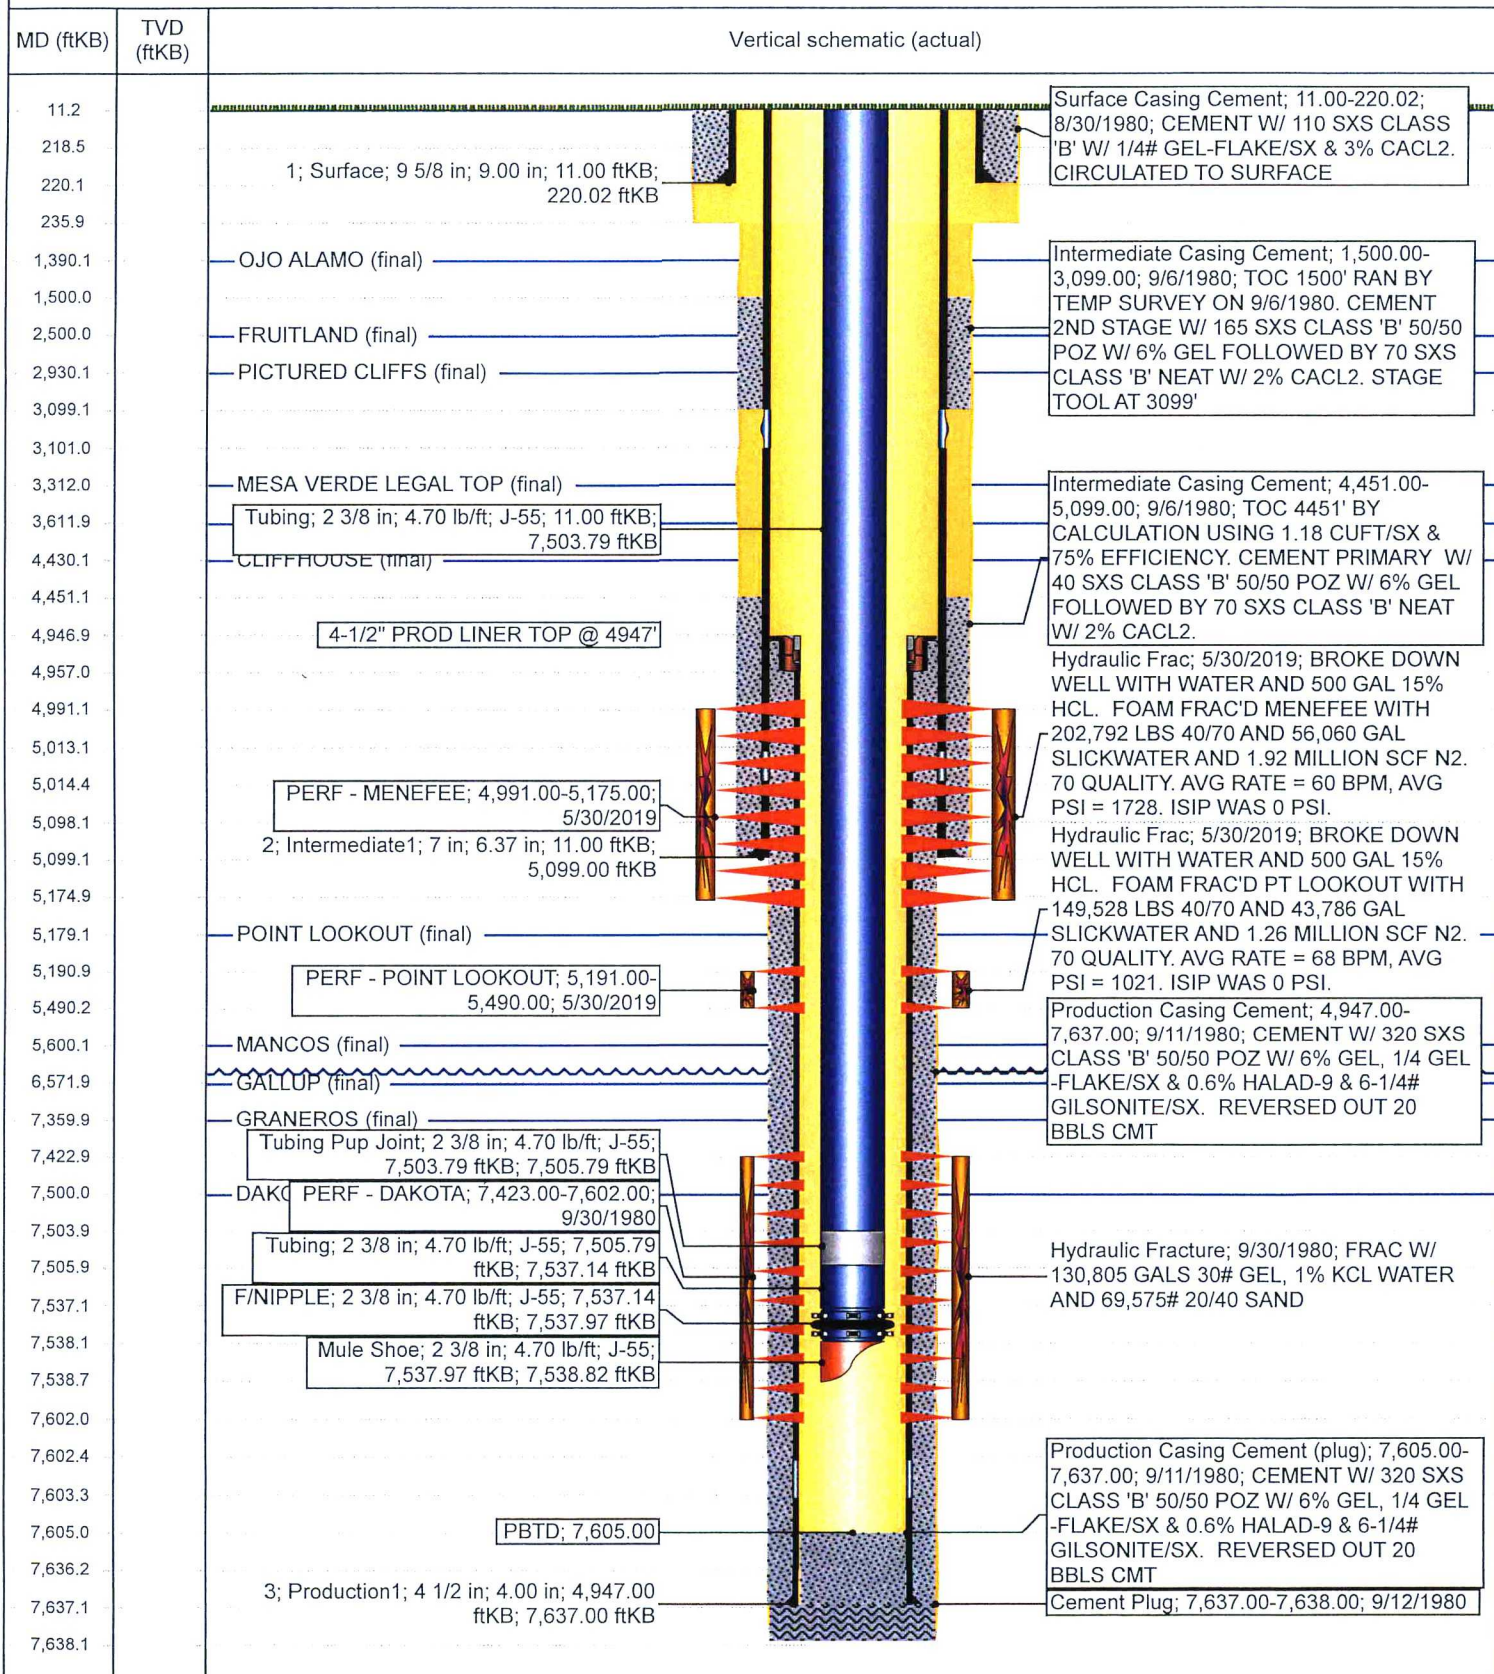 MD (ftKB)
TVD
(ftKB)
Vertical schematic (actual)
11.2
218.5
220.1
235.9
1,390.1
1,500.0
2,500.0
2,930.1
3,099.1
3,101.0
3,312.0
3,611.9
4,430.1
4,451.1
4,946.9
4,957.0
4,991.1
5,013.1
5,014.4
5,098.1
5,099.1
5,174.9
5,179.1
5,190.9
5,490.2
5,600.1
6,571.9
7,359.9
7,422.9
7,500.0
7,503.9
7,505.9
7,537.1
7,538.1
7,538.7
7,602.0
7,602.4
7,603.3
7,605.0
7,636.2
7,637.1
7,638.1
1; Surface; 9 5/8 in; 9.00 in; 11.00 ftKB;
220.02 ftKB
OJO ALAMO (final)
FRUITLAND (final)
PICTURED CLIFFS (final)
MESA VERDE LEGAL TOP (final)
Tubing; 2 3/8 in; 4.70 lb/ft; J-55; 11.00 ftKB;
7,503.79 ftKB
CLIFFHOUSE (final)
4-1/2" PROD LINER TOP @ 4947'
PERF - MENEFEE; 4,991.00-5,175.00;
5/30/2019
2; Intermediate1; 7 in; 6.37 in; 11.00 ftKB;
5,099.00 ftKB
POINT LOOKOUT (final)
PERF - POINT LOOKOUT; 5,191.00-
5,490.00; 5/30/2019
MANCOS (final)
GALLUP (final)
GRANEROS (final)
Tubing Pup Joint; 2 3/8 in; 4.70 lb/ft; J-55;
7,503.79 ftKB; 7,505.79 ftKB
PERF - DAKOTA; 7,423.00-7,602.00;
9/30/1980
Tubing; 2 3/8 in; 4.70 lb/ft; J-55; 7,505.79
ftKB; 7,537.14 ftKB
F/NIPPLE; 2 3/8 in; 4.70 lb/ft; J-55; 7,537.14
ftKB; 7,537.97 ftKB
Mule Shoe; 2 3/8 in; 4.70 lb/ft; J-55;
7,537.97 ftKB; 7,538.82 ftKB
PBTD; 7,605.00
3; Production1; 4 1/2 in; 4.00 in; 4,947.00
ftKB; 7,637.00 ftKB
Surface Casing Cement; 11.00-220.02;
8/30/1980; CEMENT W/ 110 SXS CLASS
'B' W/ 1/4# GEL-FLAKE/SX & 3% CACL2.
CIRCULATED TO SURFACE
Intermediate Casing Cement; 1,500.00-
3,099.00; 9/6/1980; TOC 1500' RAN BY
TEMP SURVEY ON 9/6/1980. CEMENT
2ND STAGE W/ 165 SXS CLASS 'B' 50/50
POZ W/ 6% GEL FOLLOWED BY 70 SXS
CLASS 'B' NEAT W/ 2% CACL2. STAGE
TOOL AT 3099'
Intermediate Casing Cement; 4,451.00-
5,099.00; 9/6/1980; TOC 4451' BY
CALCULATION USING 1.18 CUFT/SX &
75% EFFICIENCY. CEMENT PRIMARY W/
40 SXS CLASS 'B' 50/50 POZ W/ 6% GEL
FOLLOWED BY 70 SXS CLASS 'B' NEAT
W/ 2% CACL2.
Hydraulic Frac; 5/30/2019; BROKE DOWN
WELL WITH WATER AND 500 GAL 15%
HCL. FOAM FRAC'D MENEFEE WITH
202,792 LBS 40/70 AND 56,060 GAL
SLICKWATER AND 1.92 MILLION SCF N2.
70 QUALITY. AVG RATE = 60 BPM, AVG
PSI = 1728. ISIP WAS 0 PSI.
Hydraulic Frac; 5/30/2019; BROKE DOWN
WELL WITH WATER AND 500 GAL 15%
HCL. FOAM FRAC'D PT LOOKOUT WITH
149,528 LBS 40/70 AND 43,786 GAL
SLICKWATER AND 1.26 MILLION SCF N2.
70 QUALITY. AVG RATE = 68 BPM, AVG
PSI = 1021. ISIP WAS 0 PSI.
Production Casing Cement; 4,947.00-
7,637.00; 9/11/1980; CEMENT W/ 320 SXS
CLASS 'B' 50/50 POZ W/ 6% GEL, 1/4 GEL
-FLAKE/SX & 0.6% HALAD-9 & 6-1/4#
GILSONITE/SX. REVERSED OUT 20
BBLS CMT
Hydraulic Fracture; 9/30/1980; FRAC W/
130,805 GALS 30# GEL, 1% KCL WATER
AND 69,575# 20/40 SAND
Production Casing Cement (plug); 7,605.00-
7,637.00; 9/11/1980; CEMENT W/ 320 SXS
CLASS 'B' 50/50 POZ W/ 6% GEL, 1/4 GEL
-FLAKE/SX & 0.6% HALAD-9 & 6-1/4#
GILSONITE/SX. REVERSED OUT 20
BBLS CMT
Cement Plug; 7,637.00-7,638.00; 9/12/1980